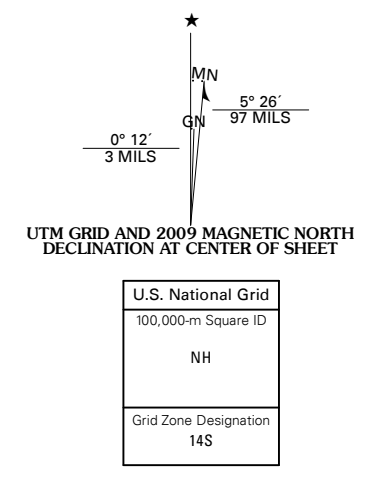 ★
MN
GN
5° 26´
97 MILS
0° 12´
3 MILS
UTM GRID AND 2009 MAGNETIC NORTH
DECLINATION AT CENTER OF SHEET
U.S. National Grid
100,000-m Square ID
NH
Grid Zone Designation
14S